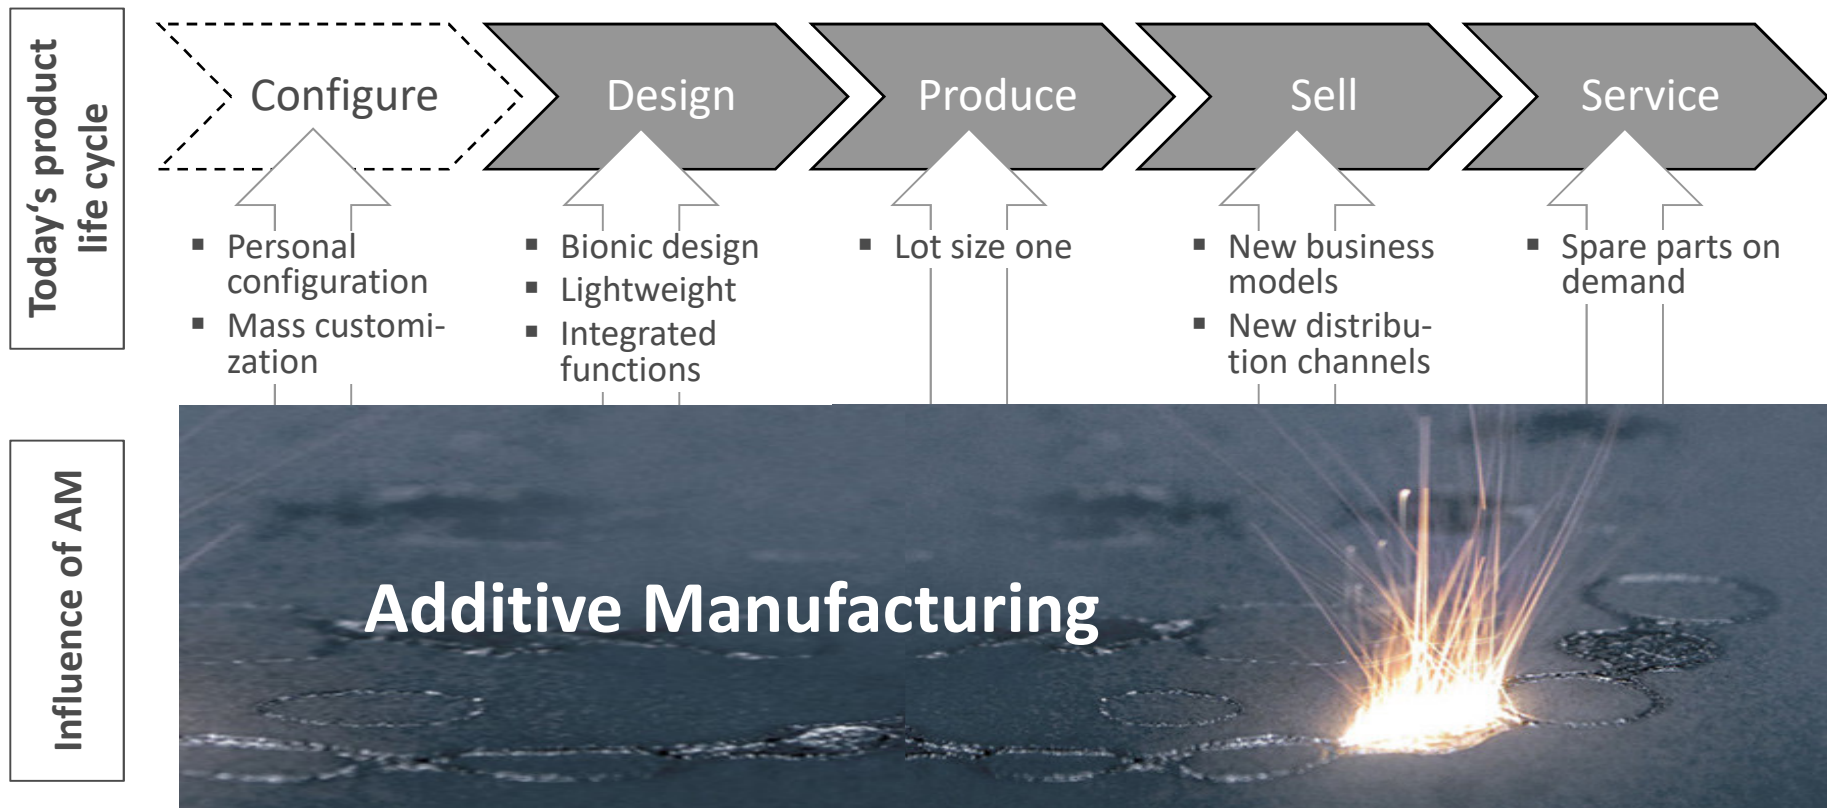 Today‘s product
life cycle
Configure
Design
Produce
Sell
Service
▪ Personal
configuration
▪ Mass customi-
zation
▪ Bionic design
▪ Lightweight
▪ Integrated
functions
▪ Lot size one
▪ New business
models
▪ New distribu-
tion channels
▪ Spare parts on
demand
Influence of AM
Additive Manufacturing